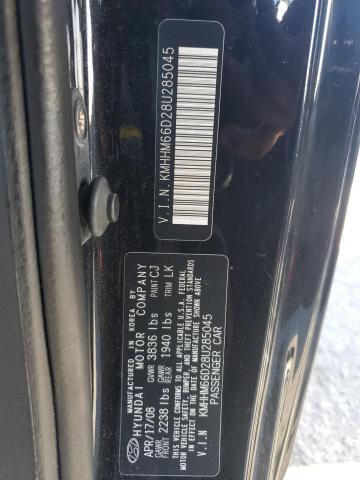 V.I.N. KMHHM66D28U285045
MANUFACTURED IN KOREA BY
HYUNDAI MOTOR COMPANY
APR/17/08 GVWR 3836 lbs PAINT CJ
GAWR FRONT 2238 lbs GAWR REAR 1940 lbs TRIM LK
THIS VEHICLE CONFORMS TO ALL APPLICABLE U.S.A. FEDERAL
MOTOR VEHICLE SAFETY, BUMPER, AND THEFT PREVENTION STANDARDS
IN EFFECT ON THE DATE OF MANUFACTURE SHOWN ABOVE
V.I.N KMHHM66D28U285045
PASSENGER CAR